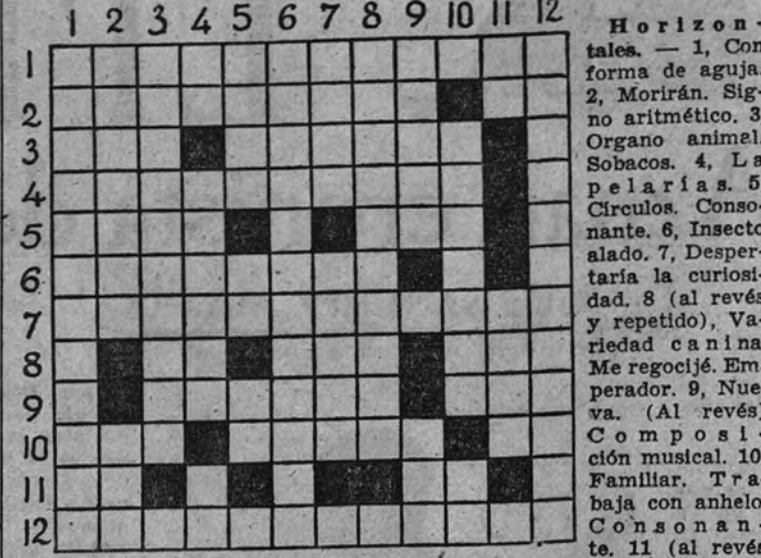 1 2 3 4 5 6 7 8 9 10 11 12
1
2
3
4
5
6
7
8
9
10
11
12
Horizon-
tales. — 1, Con
forma de aguja.
2, Morirán. Sig-
no aritmético. 3
Organo animal.
Sobacos. 4, La
pelarías. 5
Círculos. Conso-
nante. 6, Insecto
alado. 7, Desper-
taría la curiosi-
dad. 8 (al revés
y repetido), Va-
riedad canina
Me regocijé. Em
perador. 9, Nue
va. (Al revés)
Composi-
ción musical. 10
Familiar. Tra-
baja con anhelo
Consonan-
te. 11 (al revés